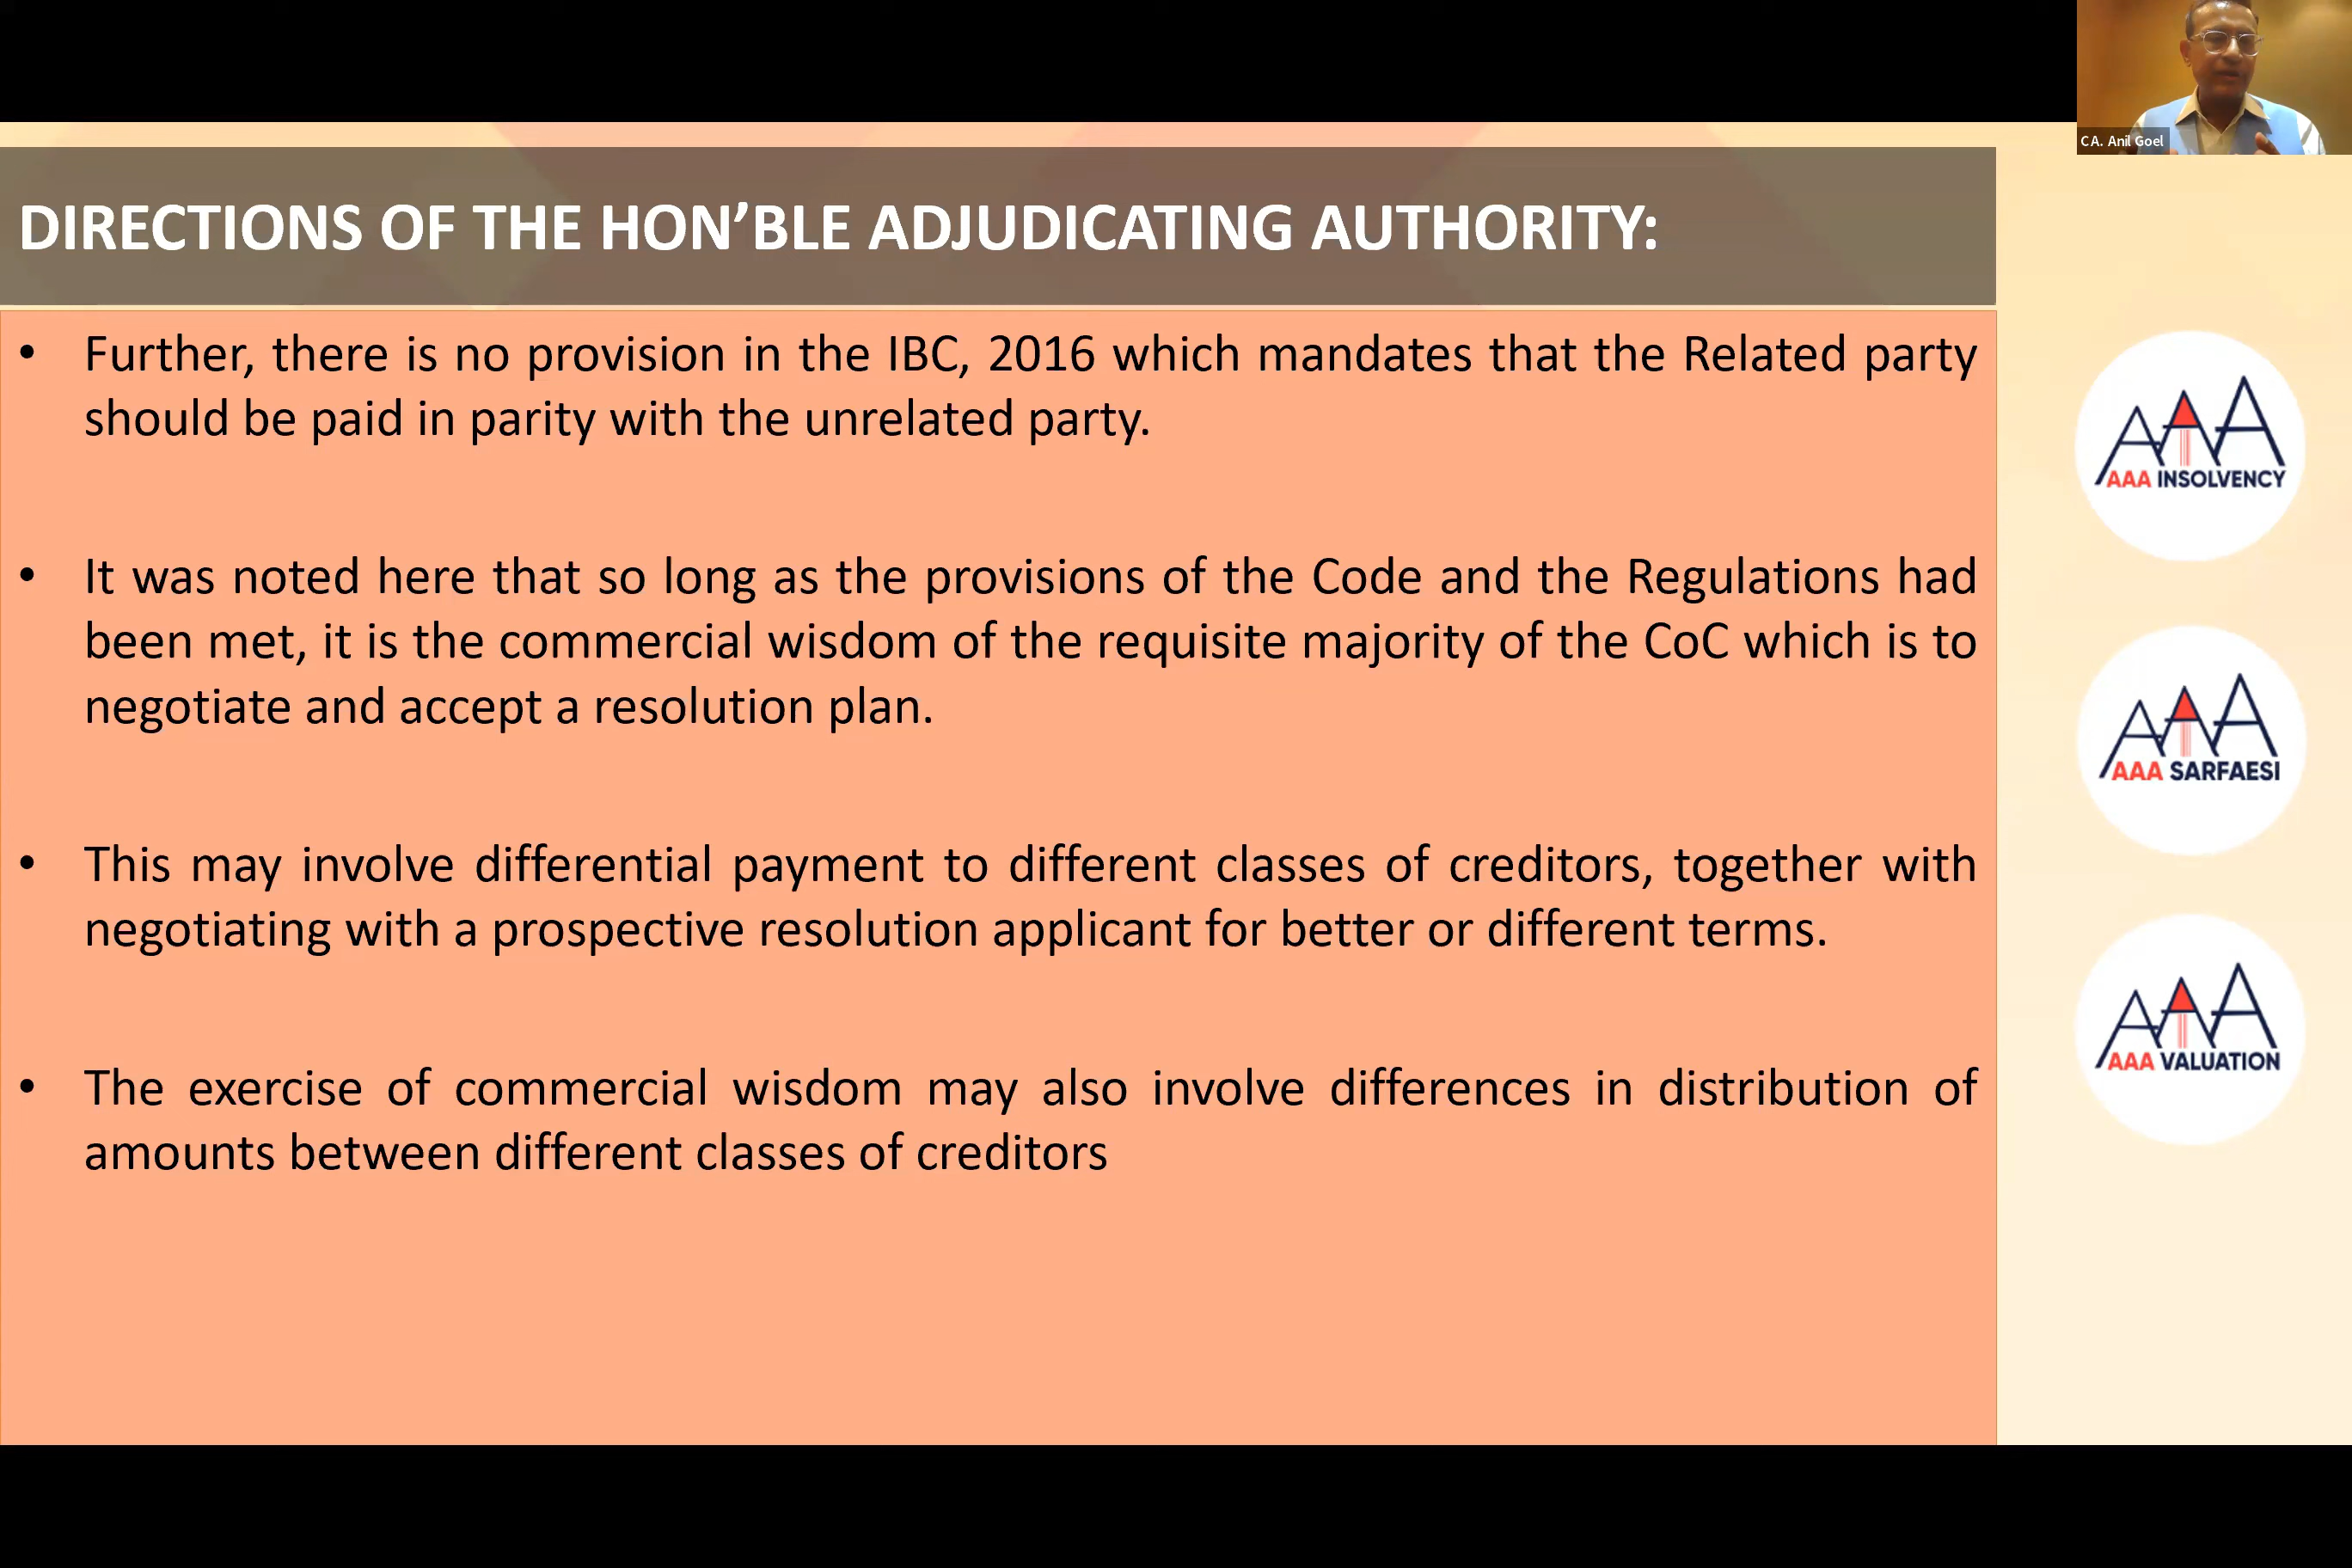 CA. Anil Goel
DIRECTIONS OF THE HON’BLE ADJUDICATING AUTHORITY:
• Further, there is no provision in the IBC, 2016 which mandates that the Related party
should be paid in parity with the unrelated party.
• It was noted here that so long as the provisions of the Code and the Regulations had
been met, it is the commercial wisdom of the requisite majority of the CoC which is to
negotiate and accept a resolution plan.
• This may involve differential payment to different classes of creditors, together with
negotiating with a prospective resolution applicant for better or different terms.
• The exercise of commercial wisdom may also involve differences in distribution of
amounts between different classes of creditors
AAA
AAA INSOLVENCY
AAA
AAA SARFAESI
AAA
AAA VALUATION